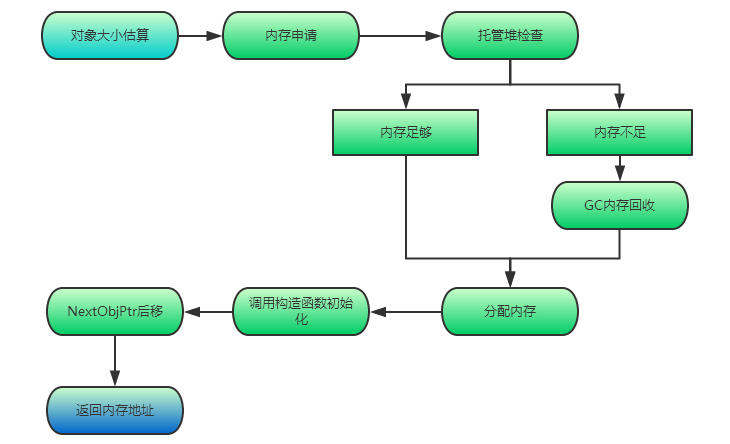 对象大小估算
内存申请
托管堆检查
内存足够
内存不足
GC内存回收
分配内存
调用构造函数初始
化
NextObjPtr后移
返回内存地址